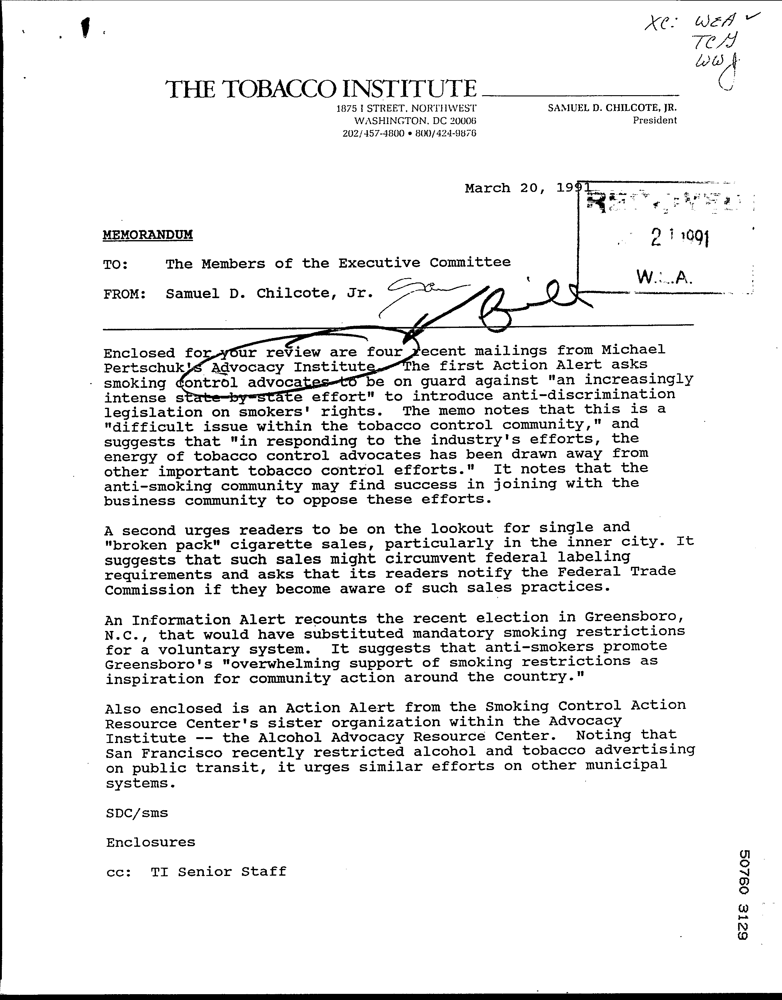 XC: WEA ✓
TCH
WWJ
THE TOBACCO INSTITUTE
1875 I STREET, NORTHWEST
WASHINGTON, DC 20006
202/457-4800 • 800/424-9876
SAMUEL D. CHILCOTE, JR.
President
March 20, 1991
RECEIVED
2 1 1991
W.E.A.
MEMORANDUM
TO: The Members of the Executive Committee
FROM: Samuel D. Chilcote, Jr. Sam
Bill
Enclosed for your review are four recent mailings from Michael
Pertschuk's Advocacy Institute. The first Action Alert asks
smoking control advocates to be on guard against "an increasingly
intense state-by-state effort" to introduce anti-discrimination
legislation on smokers' rights. The memo notes that this is a
"difficult issue within the tobacco control community," and
suggests that "in responding to the industry's efforts, the
energy of tobacco control advocates has been drawn away from
other important tobacco control efforts." It notes that the
anti-smoking community may find success in joining with the
business community to oppose these efforts.
A second urges readers to be on the lookout for single and
"broken pack" cigarette sales, particularly in the inner city. It
suggests that such sales might circumvent federal labeling
requirements and asks that its readers notify the Federal Trade
Commission if they become aware of such sales practices.
An Information Alert recounts the recent election in Greensboro,
N.C., that would have substituted mandatory smoking restrictions
for a voluntary system. It suggests that anti-smokers promote
Greensboro's "overwhelming support of smoking restrictions as
inspiration for community action around the country."
Also enclosed is an Action Alert from the Smoking Control Action
Resource Center's sister organization within the Advocacy
Institute -- the Alcohol Advocacy Resource Center. Noting that
San Francisco recently restricted alcohol and tobacco advertising
on public transit, it urges similar efforts on other municipal
systems.
SDC/sms
Enclosures
cc: TI Senior Staff
50760 3129